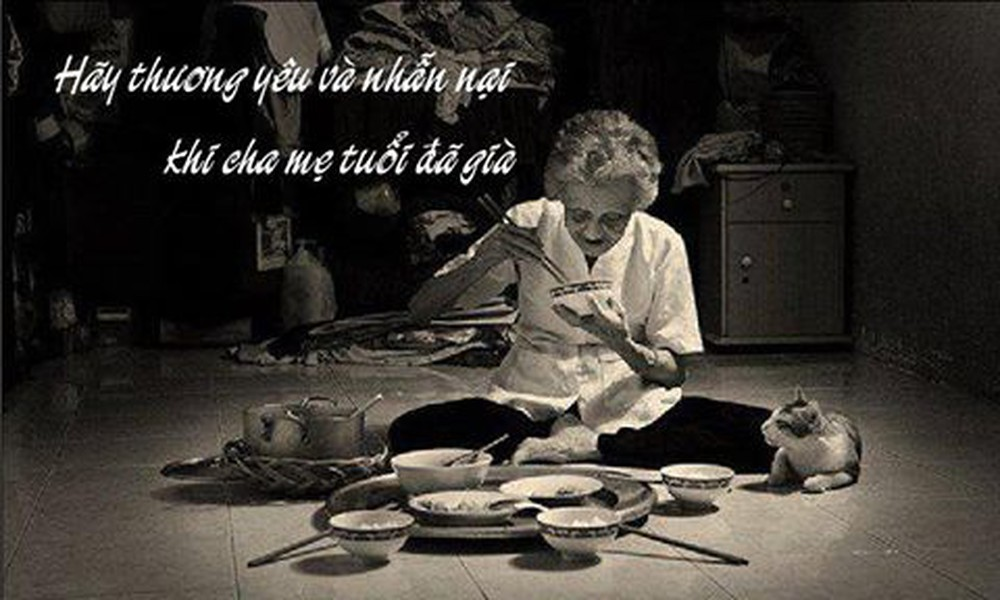 Hãy thương yêu và nhẫn nại
khi cha mẹ tuổi đã già